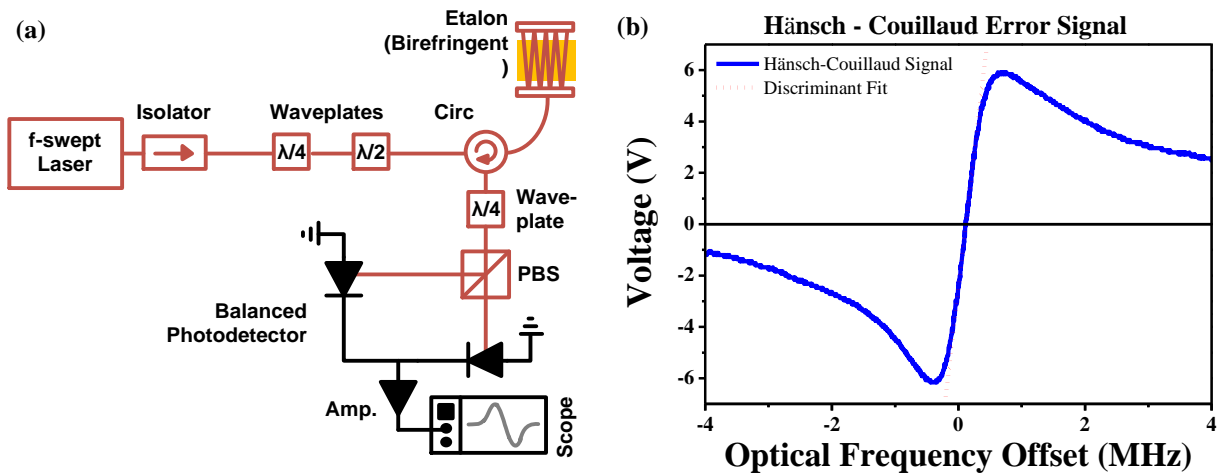 (a)
Etalon
(Birefringent
)
Isolator
Waveplates
Circ
f-swept
Laser
λ/4
λ/2
λ/4
Wave-
plate
PBS
Balanced
Photodetector
Amp.
Scope
(b)
Hänsch - Couillaud Error Signal
Hänsch-Couillaud Signal
Discriminant Fit
Voltage (V)
6
4
2
0
-2
-4
-6
-4
-2
0
2
4
Optical Frequency Offset (MHz)